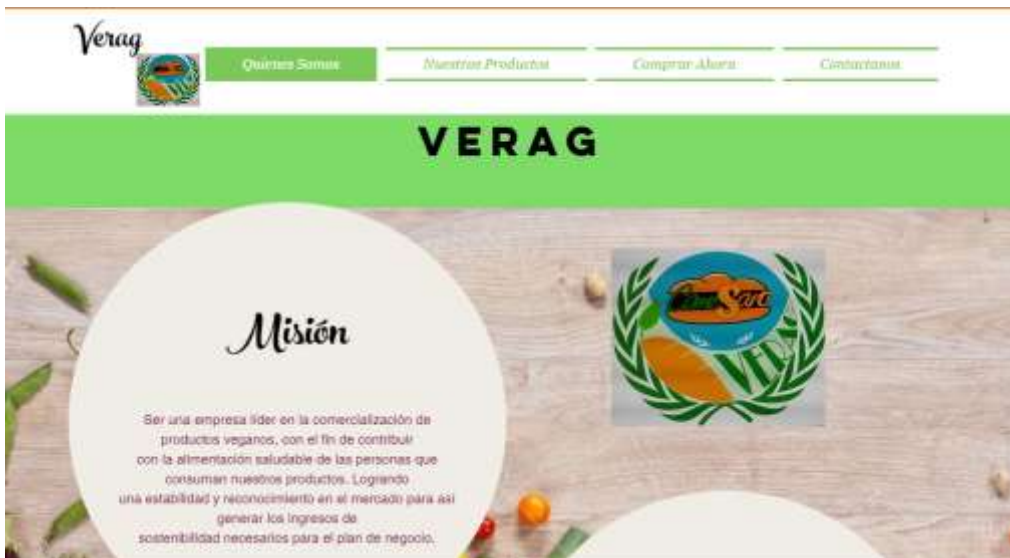 Verag
Quienes Somos
Nuestros Productos
Comprar Ahora
Contactanos
VERAG
Misión
Ser una empresa líder en la comercialización de
productos veganos, con el fin de contribuir
con la alimentación saludable de las personas que
consuman nuestros productos. Logrando
una estabilidad y reconocimiento en el mercado para asi
generar los ingresos de
sostenibilidad necesarios para el plan de negocio.